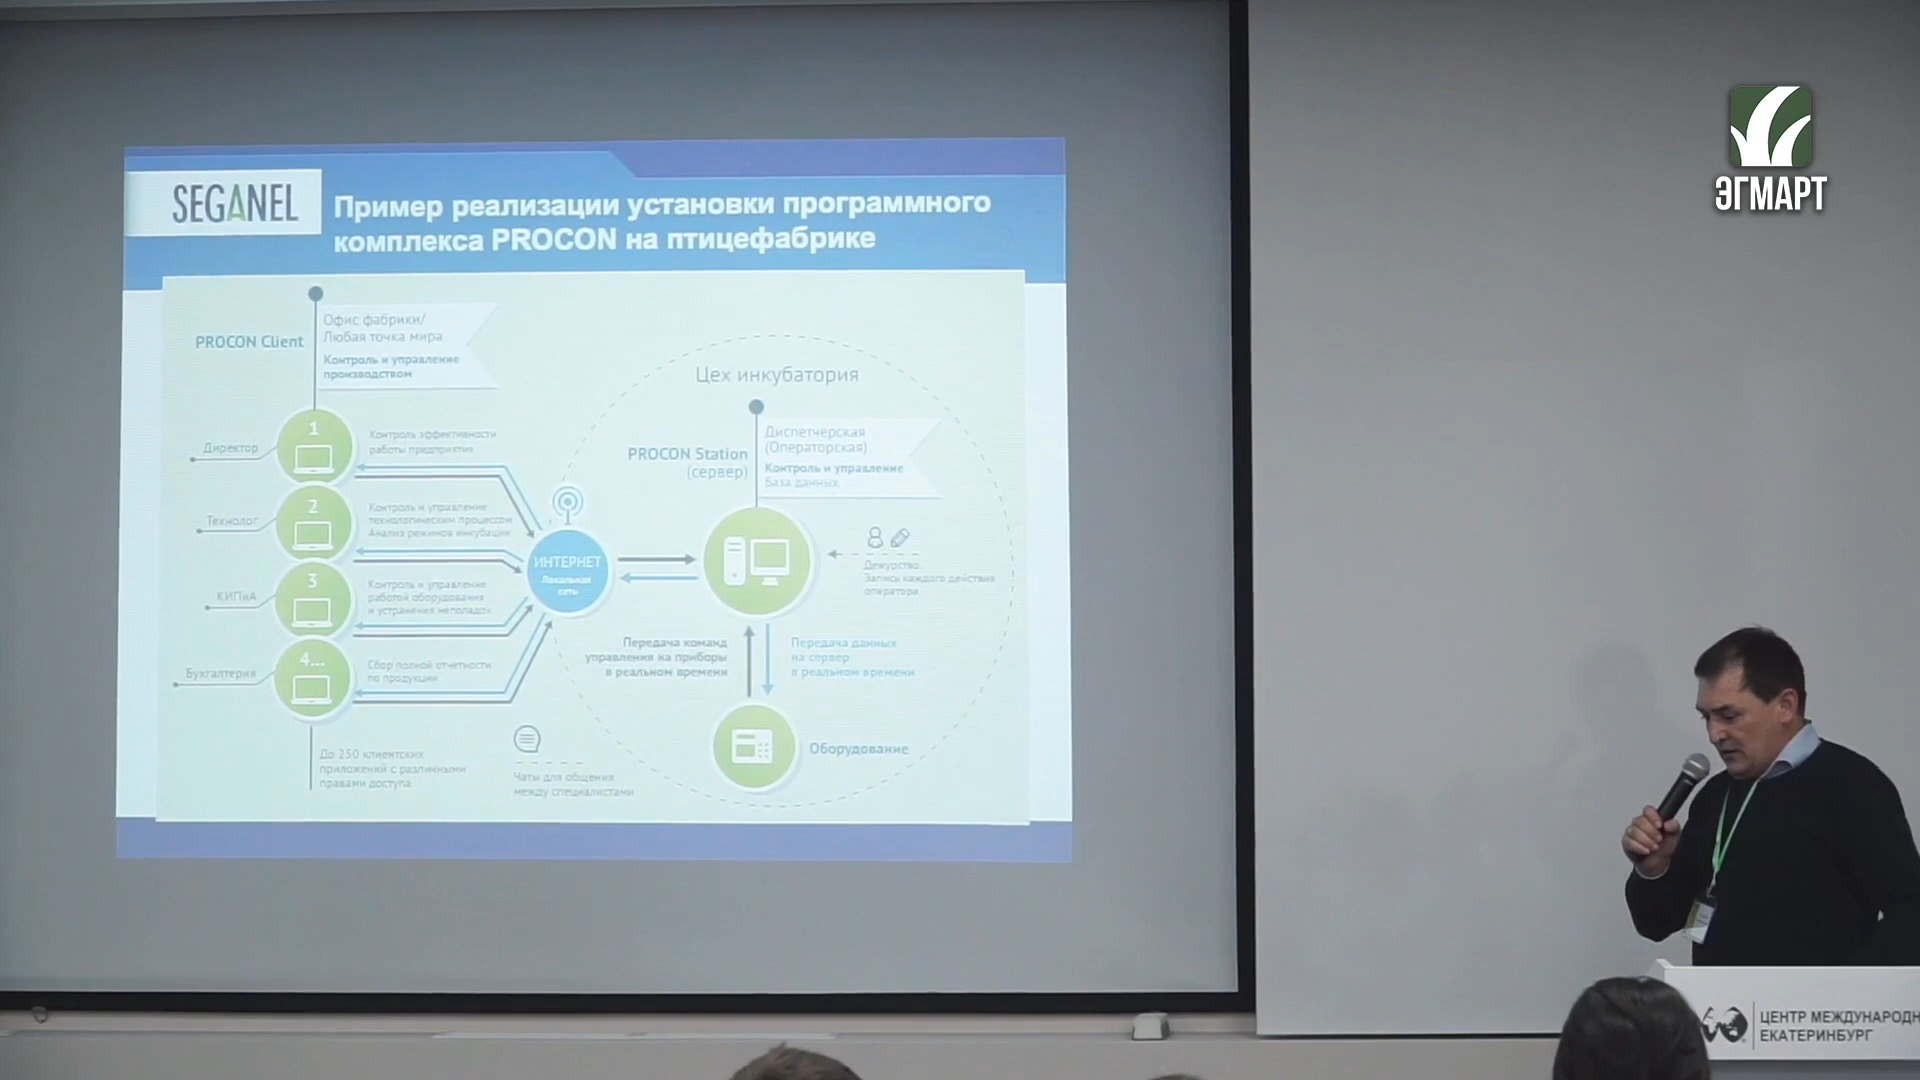 ЭГМАРТ
SEGANEL
Пример реализации установки программного
комплекса PROCON на птицефабрике
PROCON Client
Офис фабрики/
Любая точка мира
Контроль и управление
производством
Директор
1
Контроль эффективности
работы предприятия
Технолог
2
Контроль и управление
технологическим процессом
Анализ режимов инкубации
КИПиА
3
Контроль и управление
работой оборудования
и устранения неполадок
Бухгалтерия
4...
Сбор полной отчетности
по продукции
До 250 клиентских
приложений с различными
правами доступа
Чаты для общения
между специалистами
ИНТЕРНЕТ
Локальная
сеть
Цех инкубатория
PROCON Station
(сервер)
Диспетчерская
(Операторская)
Контроль и управление
База данных
Дежурство.
Запись каждого действия
оператора
Передача команд
управления на приборы
в реальном времени
Передача данных
на сервер
в реальном времени
Оборудование
ЦЕНТР МЕЖДУНАРОДН
ЕКАТЕРИНБУРГ